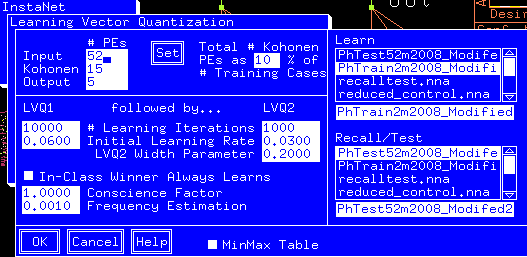 InstaNet
Learning Vector Quantization
# PEs
Input 52
Kohonen 15
Output 5
Set
Total # Kohonen
PEs as 10 % of
# Training Cases
LVQ1 followed by... LVQ2
10000 # Learning Iterations 1000
0.0600 Initial Learning Rate 0.0300
LVQ2 Width Parameter 0.2000
In-Class Winner Always Learns
1.0000 Conscience Factor
0.0010 Frequency Estimation
OK Cancel Help
MinMax Table
Learn
PhTest52m2008_Modife
PhTrain2m2008_Modifi
recalltest.nna
reduced_control.nna
PhTrain2m2008_Modified
Recall/Test
PhTest52m2008_Modife
PhTrain2m2008_Modifi
recalltest.nna
reduced_control.nna
PhTest52m2008_Modifed2